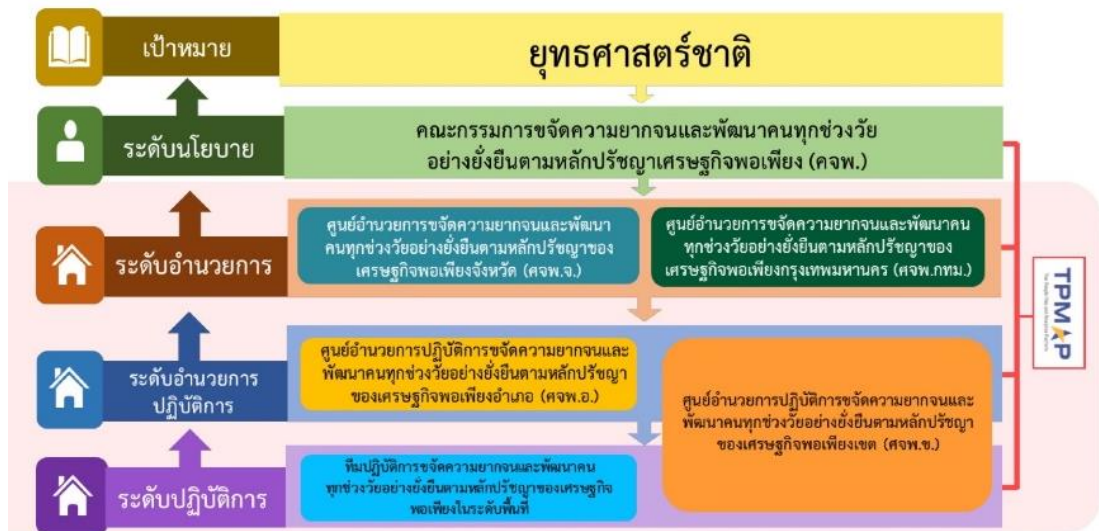 เป้าหมาย
ยุทธศาสตร์ชาติ
ระดับนโยบาย
คณะกรรมการขจัดความยากจนและพัฒนาคนทุกช่วงวัย
อย่างยั่งยืนตามหลักปรัชญาเศรษฐกิจพอเพียง (คจพ.)
ระดับอำนวยการ
ศูนย์อำนวยการขจัดความยากจนและพัฒนา
คนทุกช่วงวัยอย่างยั่งยืนตามหลักปรัชญาของ
เศรษฐกิจพอเพียงจังหวัด (ศจพ.จ.)
ศูนย์อำนวยการขจัดความยากจนและพัฒนาคน
ทุกช่วงวัยอย่างยั่งยืนตามหลักปรัชญาของ
เศรษฐกิจพอเพียงกรุงเทพมหานคร (ศจพ.กทม.)
ระดับอำนวยการ
ปฏิบัติการ
ศูนย์อำนวยการปฏิบัติการขจัดความยากจนและ
พัฒนาคนทุกช่วงวัยอย่างยั่งยืนตามหลักปรัชญา
ของเศรษฐกิจพอเพียงอำเภอ (ศจพ.อ.)
ศูนย์อำนวยการปฏิบัติการขจัดความยากจนและ
พัฒนาคนทุกช่วงวัยอย่างยั่งยืนตามหลักปรัชญา
ของเศรษฐกิจพอเพียงเขต (ศจพ.ข.)
ระดับปฏิบัติการ
ทีมปฏิบัติการขจัดความยากจนและพัฒนาคน
ทุกช่วงวัยอย่างยั่งยืนตามหลักปรัชญาของเศรษฐกิจ
พอเพียงในระดับพื้นที่
TPMAP